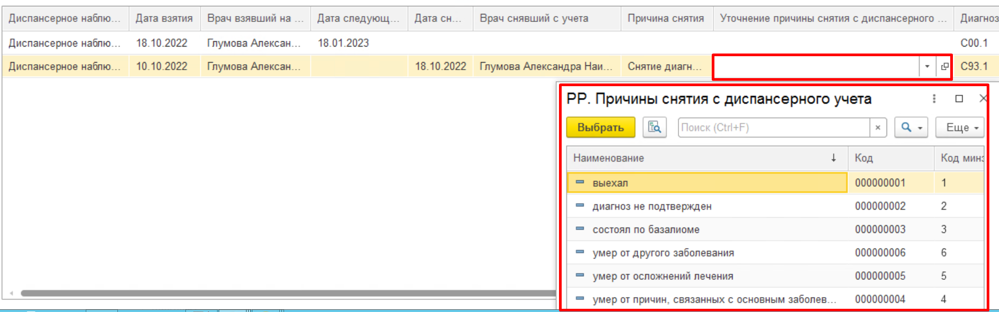 Диспансерное наблю... Дата взятия Врач взявший на ... Дата следующ... Дата сн... Врач снявший с учета Причина снятия Уточнение причины снятия с диспансерного ... Диагноз
Диспансерное наблю... 18.10.2022 Глумова Алексан... 18.01.2023 C00.1
Диспансерное наблю... 10.10.2022 Глумова Алексан... 18.10.2022 Глумова Александра Наи... Снятие диагн... C93.1
РР. Причины снятия с диспансерного учета
Выбрать Поиск (Ctrl+F) × Еще
Наименование ↓ Код Код минз
выехал 000000001 1
диагноз не подтвержден 000000002 2
состоял по базалиоме 000000003 3
умер от другого заболевания 000000006 6
умер от осложнений лечения 000000005 5
умер от причин, связанных с основным заболев... 000000004 4